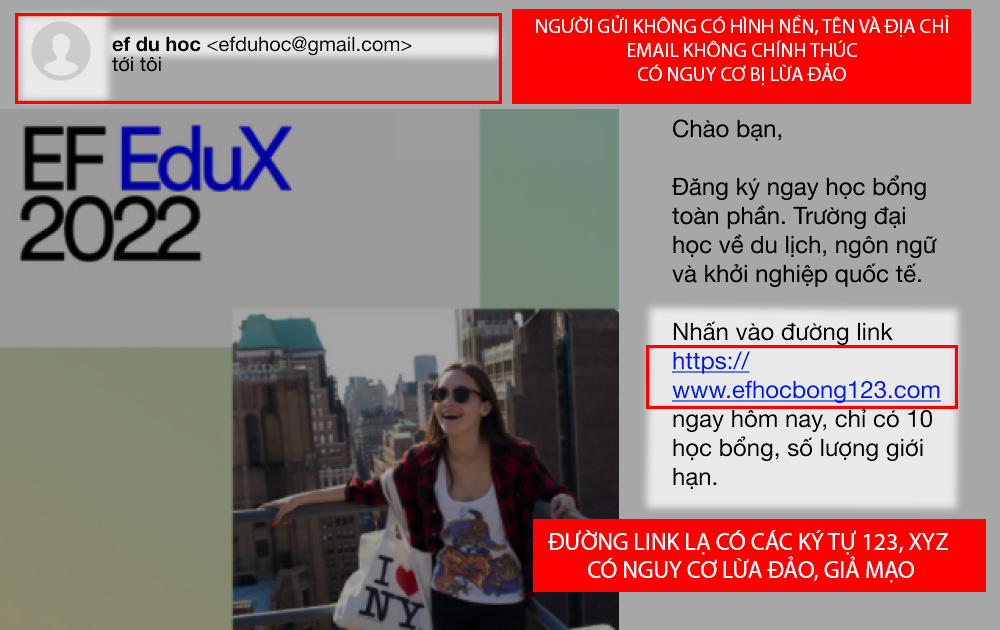 ef du hoc <efduhoc@gmail.com>
tới tôi
NGƯỜI GỬI KHÔNG CÓ HÌNH NỀN, TÊN VÀ ĐỊA CHỈ
EMAIL KHÔNG CHÍNH THÚC
CÓ NGUY CƠ BỊ LỪA ĐẢO
EF EduX
2022
Chào bạn,
Đăng ký ngay học bổng
toàn phần. Trường đại
học về du lịch, ngôn ngữ
và khởi nghiệp quốc tế.
Nhấn vào đường link
https://
www.efhocbong123.com
ngay hôm nay, chỉ có 10
học bổng, số lượng giới
hạn.
I ♥
NY
ĐƯỜNG LINK LẠ CÓ CÁC KÝ TỰ 123, XYZ
CÓ NGUY CƠ LỪA ĐẢO, GIẢ MẠO